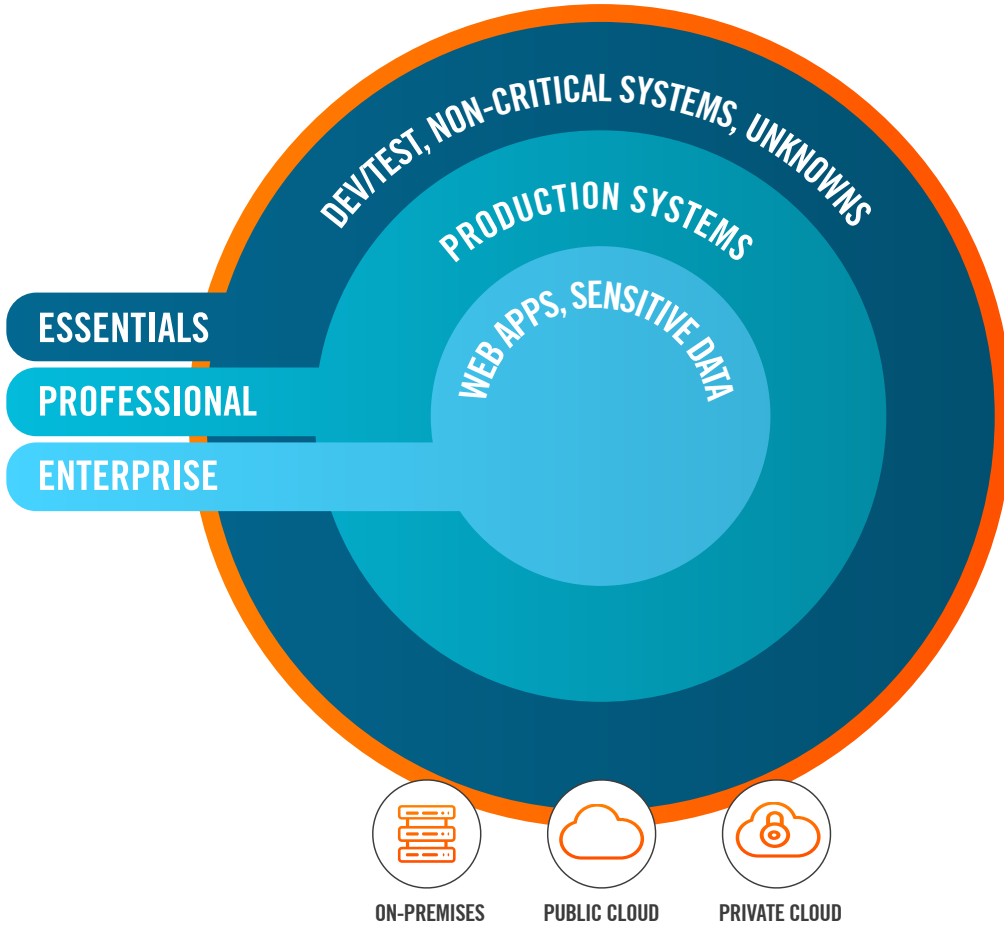 DEV/TEST, NON-CRITICAL SYSTEMS, UNKNOWNS
PRODUCTION SYSTEMS
WEB APPS, SENSITIVE DATA
ESSENTIALS
PROFESSIONAL
ENTERPRISE
ON-PREMISES
PUBLIC CLOUD
PRIVATE CLOUD